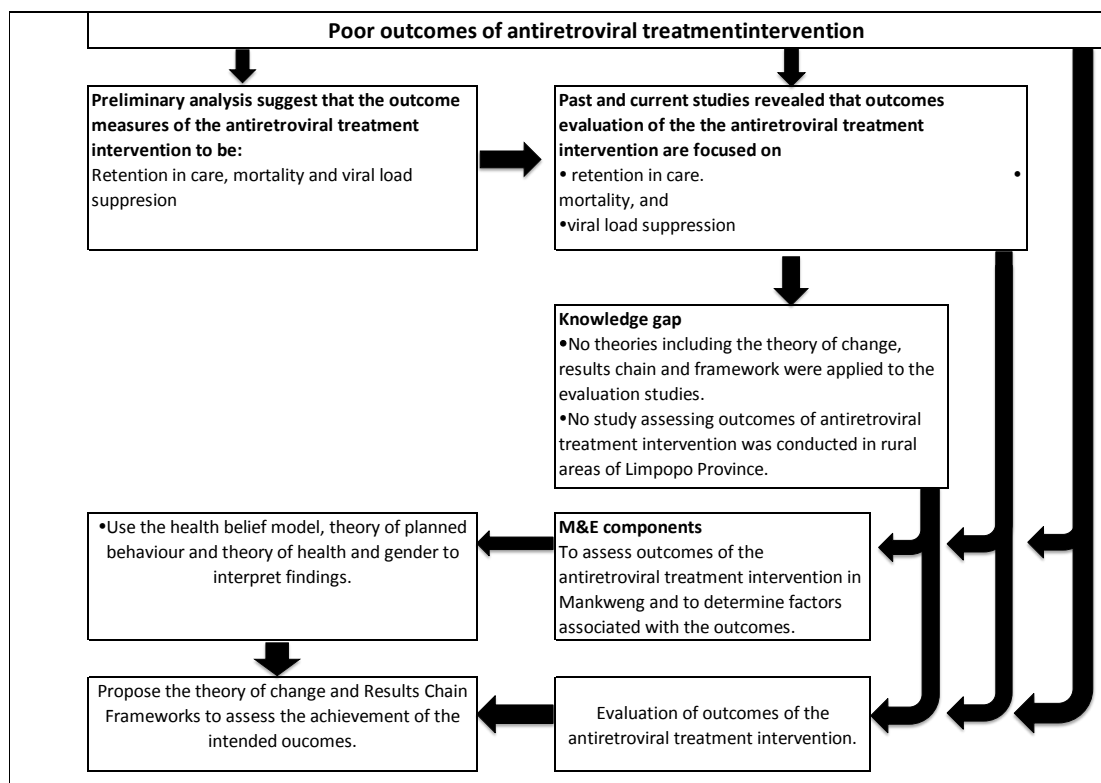 Poor outcomes of antiretroviral treatmentintervention
Preliminary analysis suggest that the outcome
measures of the antiretroviral treatment
intervention to be:
Retention in care, mortality and viral load
suppresion
Past and current studies revealed that outcomes
evaluation of the the antiretroviral treatment
intervention are focused on
• retention in care. •
mortality, and
•viral load suppression
Knowledge gap
•No theories including the theory of change,
results chain and framework were applied to the
evaluation studies.
•No study assessing outcomes of antiretroviral
treatment intervention was conducted in rural
areas of Limpopo Province.
•Use the health belief model, theory of planned
behaviour and theory of health and gender to
interpret findings.
M&E components
To assess outcomes of the
antiretroviral treatment intervention in
Mankweng and to determine factors
associated with the outcomes.
Propose the theory of change and Results Chain
Frameworks to assess the achievement of the
intended oucomes.
Evaluation of outcomes of the
antiretroviral treatment intervention.